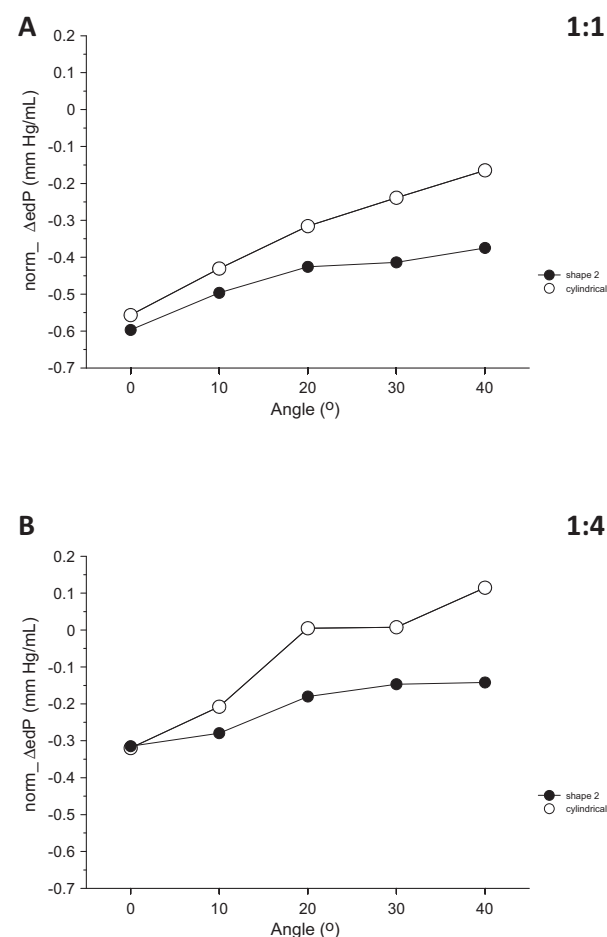 A
1:1
norm_ ΔedP (mm Hg/mL)
0.2
0.1
0
-0.1
-0.2
-0.3
-0.4
-0.5
-0.6
-0.7
0 10 20 30 40
Angle (º)
shape 2
cylindrical
B
1:4
norm_ ΔedP (mm Hg/mL)
0.2
0.1
0
-0.1
-0.2
-0.3
-0.4
-0.5
-0.6
-0.7
0 10 20 30 40
Angle (º)
shape 2
cylindrical